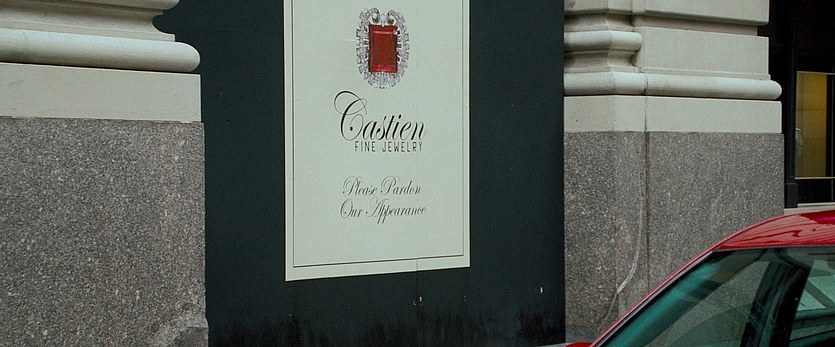 Castien
FINE JEWELRY
Please Pardon
Our Appearance